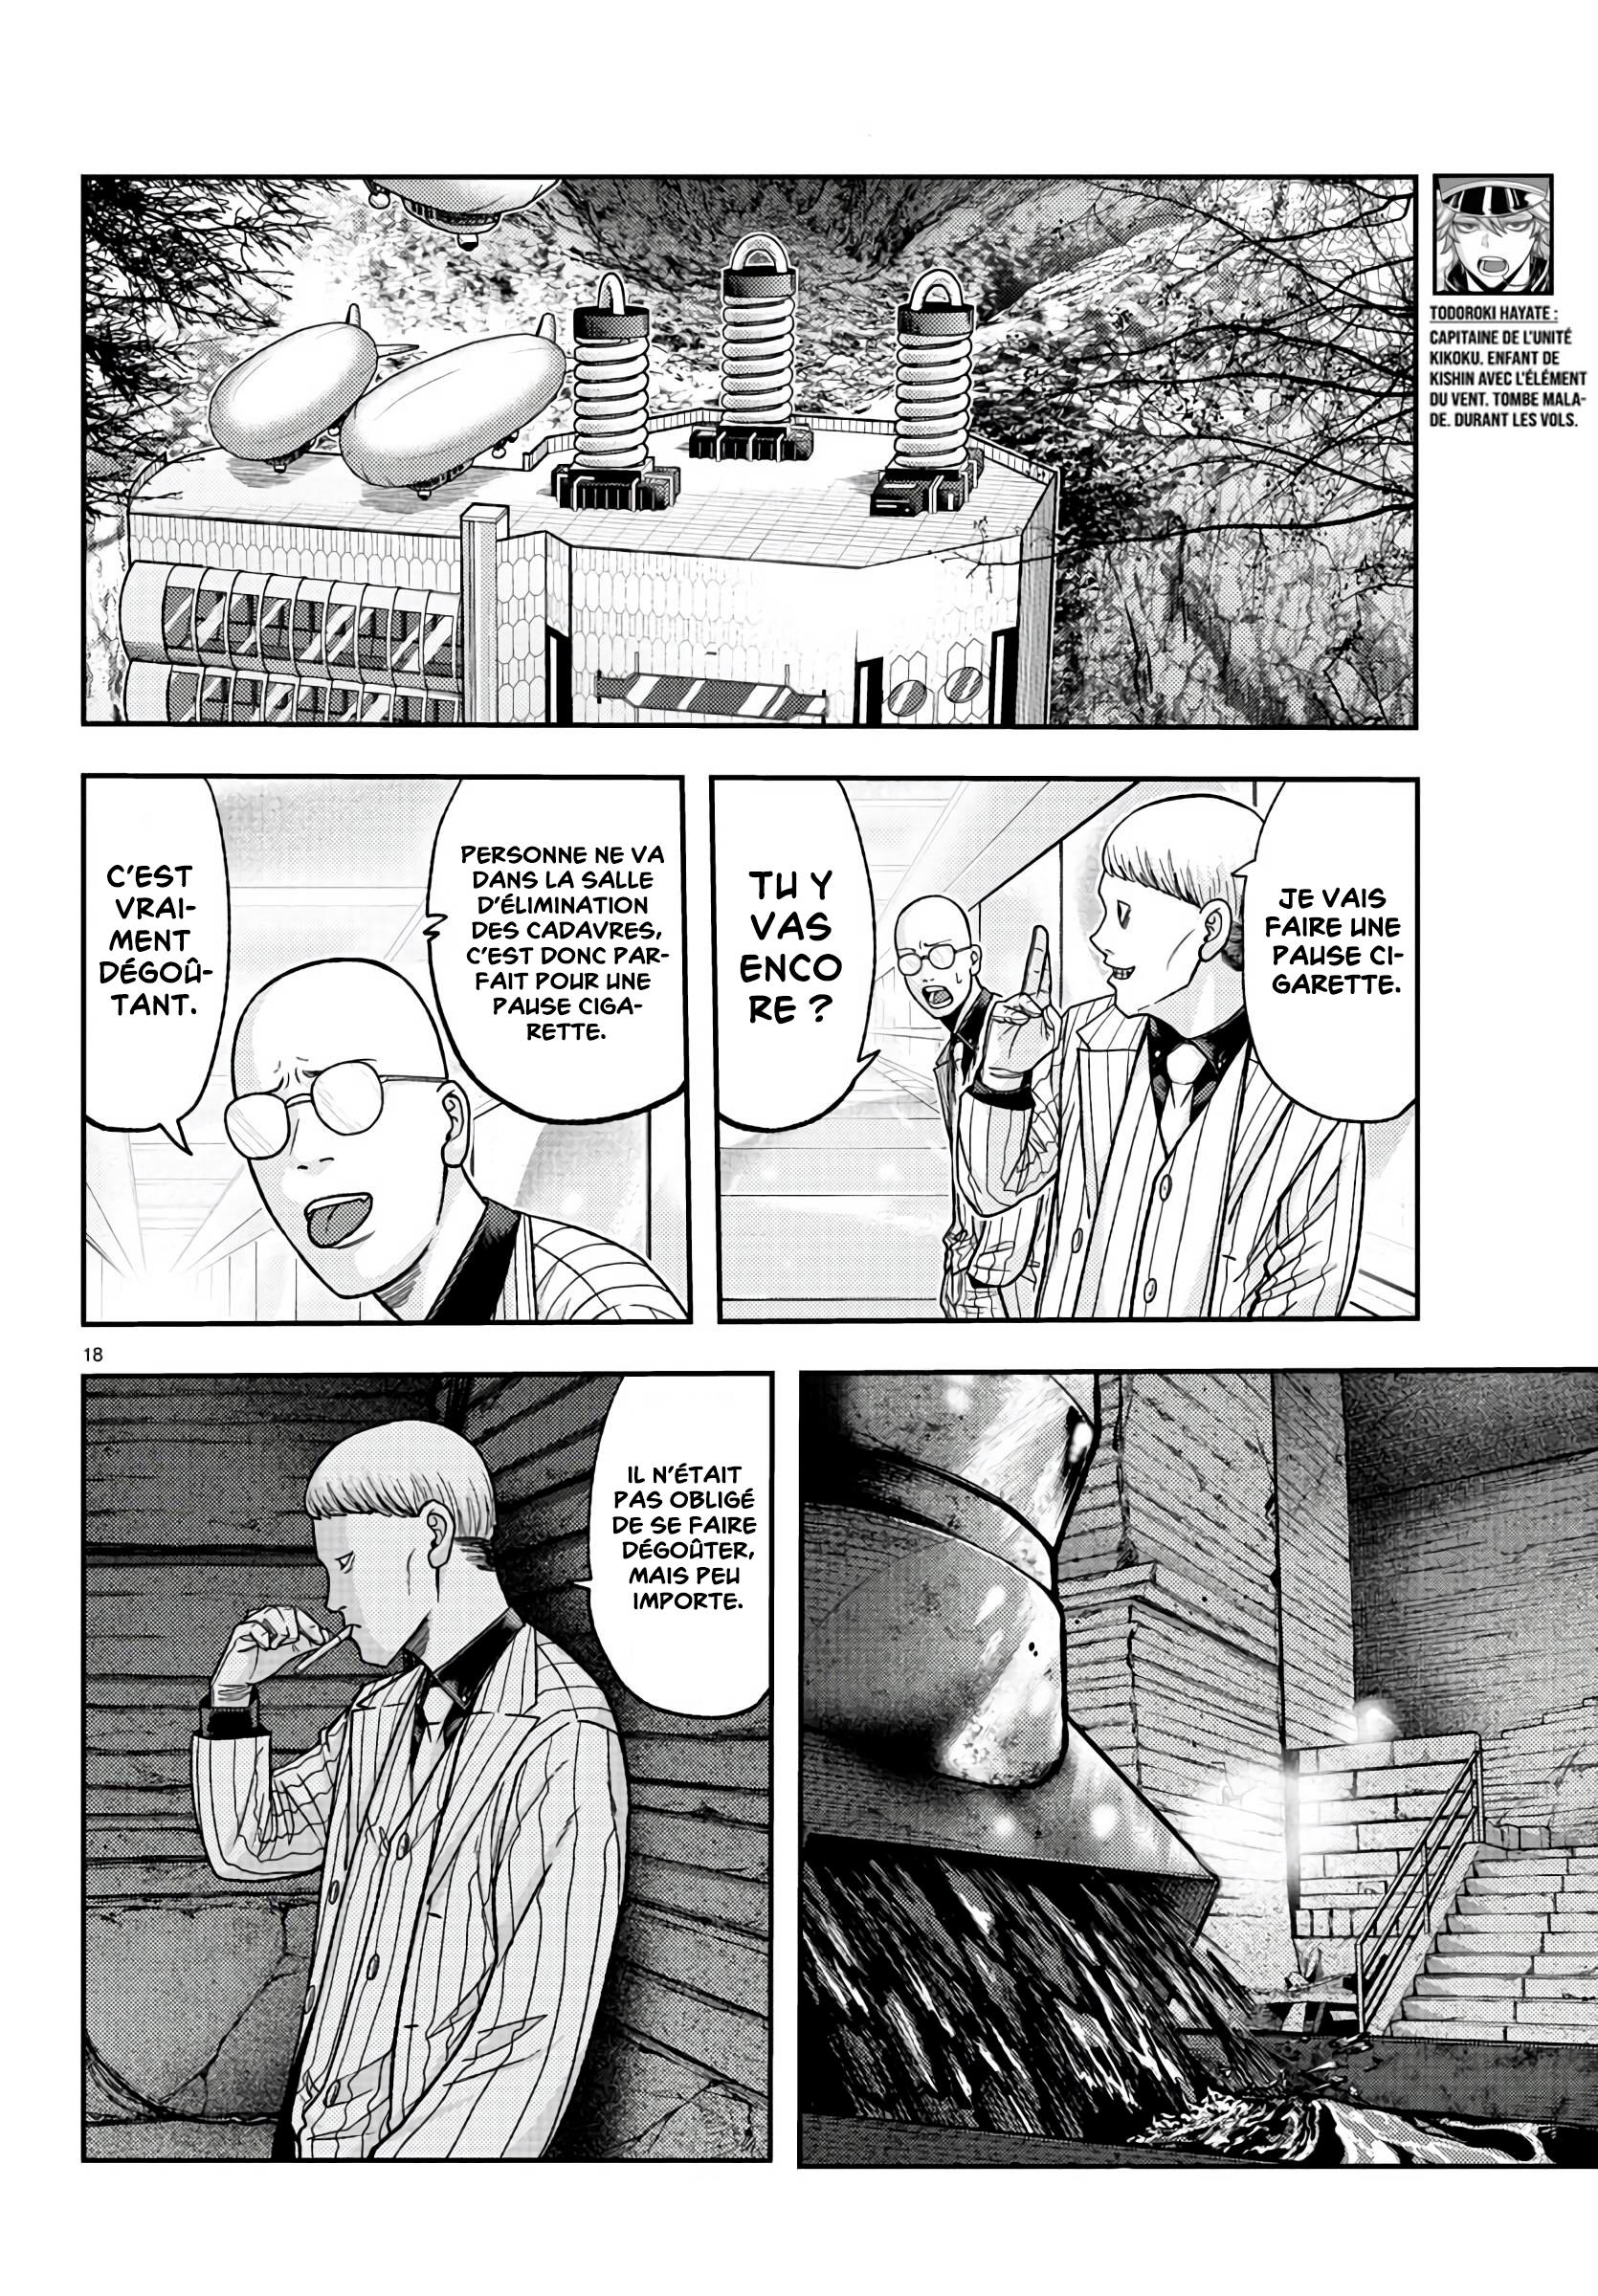 TODOROKI HAYATE :
CAPITAINE DE L'UNITÉ
KIKOKU. ENFANT DE
KISHIN AVEC L'ÉLÉMENT
DU VENT. TOMBE MALA-
DE. DURANT LES VOLS.
JE VAIS
FAIRE UNE
PAUSE CI-
GARETTE.
TU Y
VAS
ENCO
RE ?
PERSONNE NE VA
DANS LA SALLE
D'ÉLIMINATION
DES CADAVRES,
C'EST DONC PAR-
FAIT POUR UNE
PAUSE CIGA-
RETTE.
C'EST
VRAI-
MENT
DÉGOÛ-
TANT.
18
IL N'ÉTAIT
PAS OBLIGÉ
DE SE FAIRE
DÉGOÛTER,
MAIS PEU
IMPORTE.